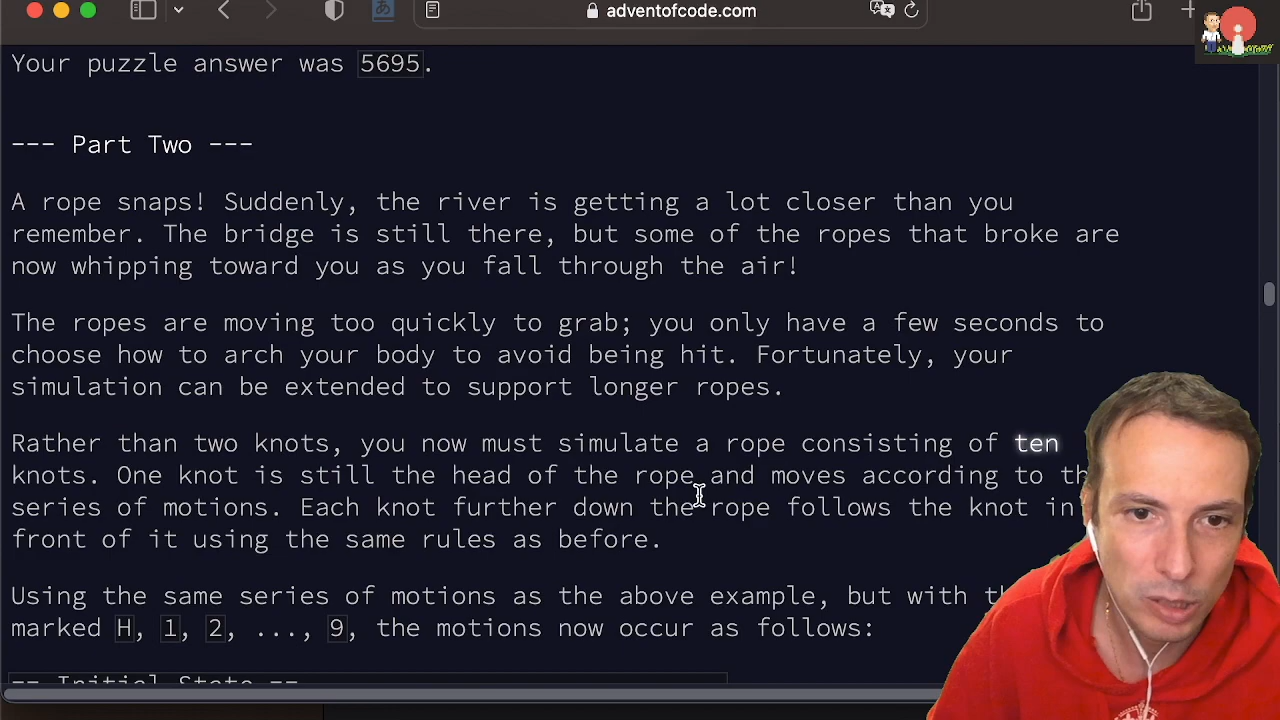 adventofcode.com
Your puzzle answer was 5695.
--- Part Two ---
A rope snaps! Suddenly, the river is getting a lot closer than you
remember. The bridge is still there, but some of the ropes that broke are
now whipping toward you as you fall through the air!
The ropes are moving too quickly to grab; you only have a few seconds to
choose how to arch your body to avoid being hit. Fortunately, your
simulation can be extended to support longer ropes.
Rather than two knots, you now must simulate a rope consisting of ten
knots. One knot is still the head of the rope and moves according to
series of motions. Each knot further down the rope follows the knot in
front of it using the same rules as before.
Using the same series of motions as the above example, but with
marked H, 1, 2, ..., 9, the motions now occur as follows:
-- Initial State --